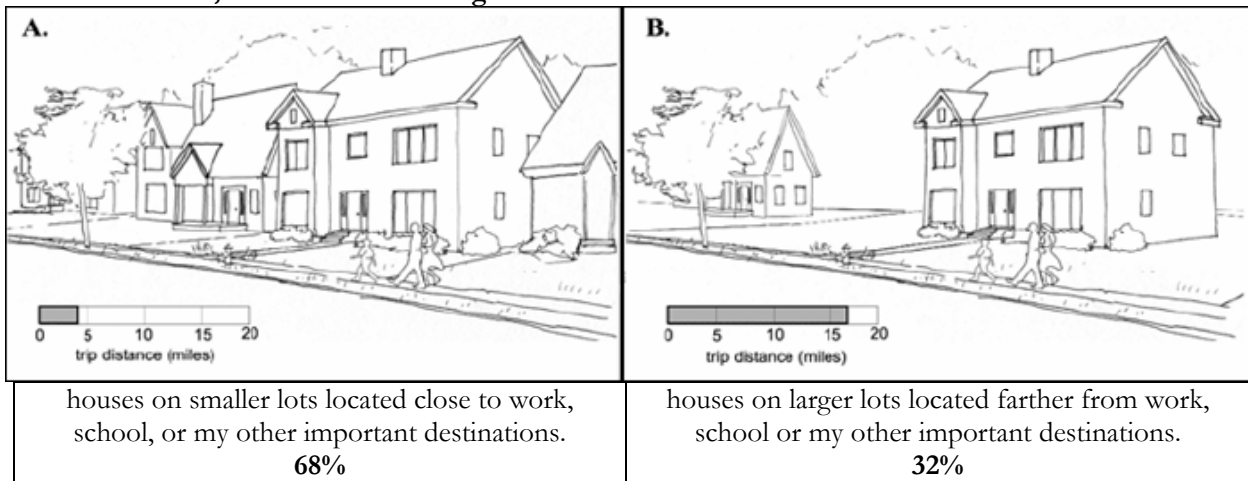 A.
B.
0 5 10 15 20
trip distance (miles)
0 5 10 15 20
trip distance (miles)
houses on smaller lots located close to work,
school, or my other important destinations.
68%
houses on larger lots located farther from work,
school or my other important destinations.
32%